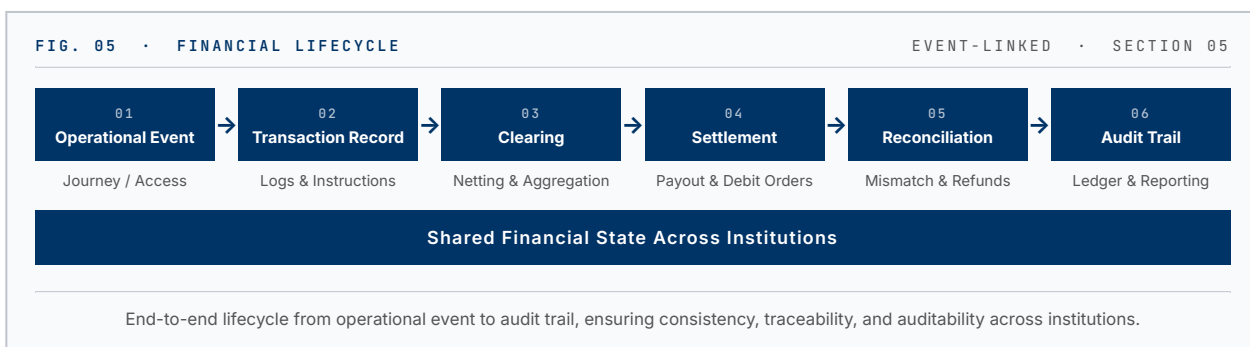 FIG. 05 · FINANCIAL LIFECYCLE
EVENT-LINKED · SECTION 05
01
Operational Event
Journey / Access
02
Transaction Record
Logs & Instructions
03
Clearing
Netting & Aggregation
04
Settlement
Payout & Debit Orders
05
Reconciliation
Mismatch & Refunds
06
Audit Trail
Ledger & Reporting
Shared Financial State Across Institutions
End-to-end lifecycle from operational event to audit trail, ensuring consistency, traceability, and auditability across institutions.